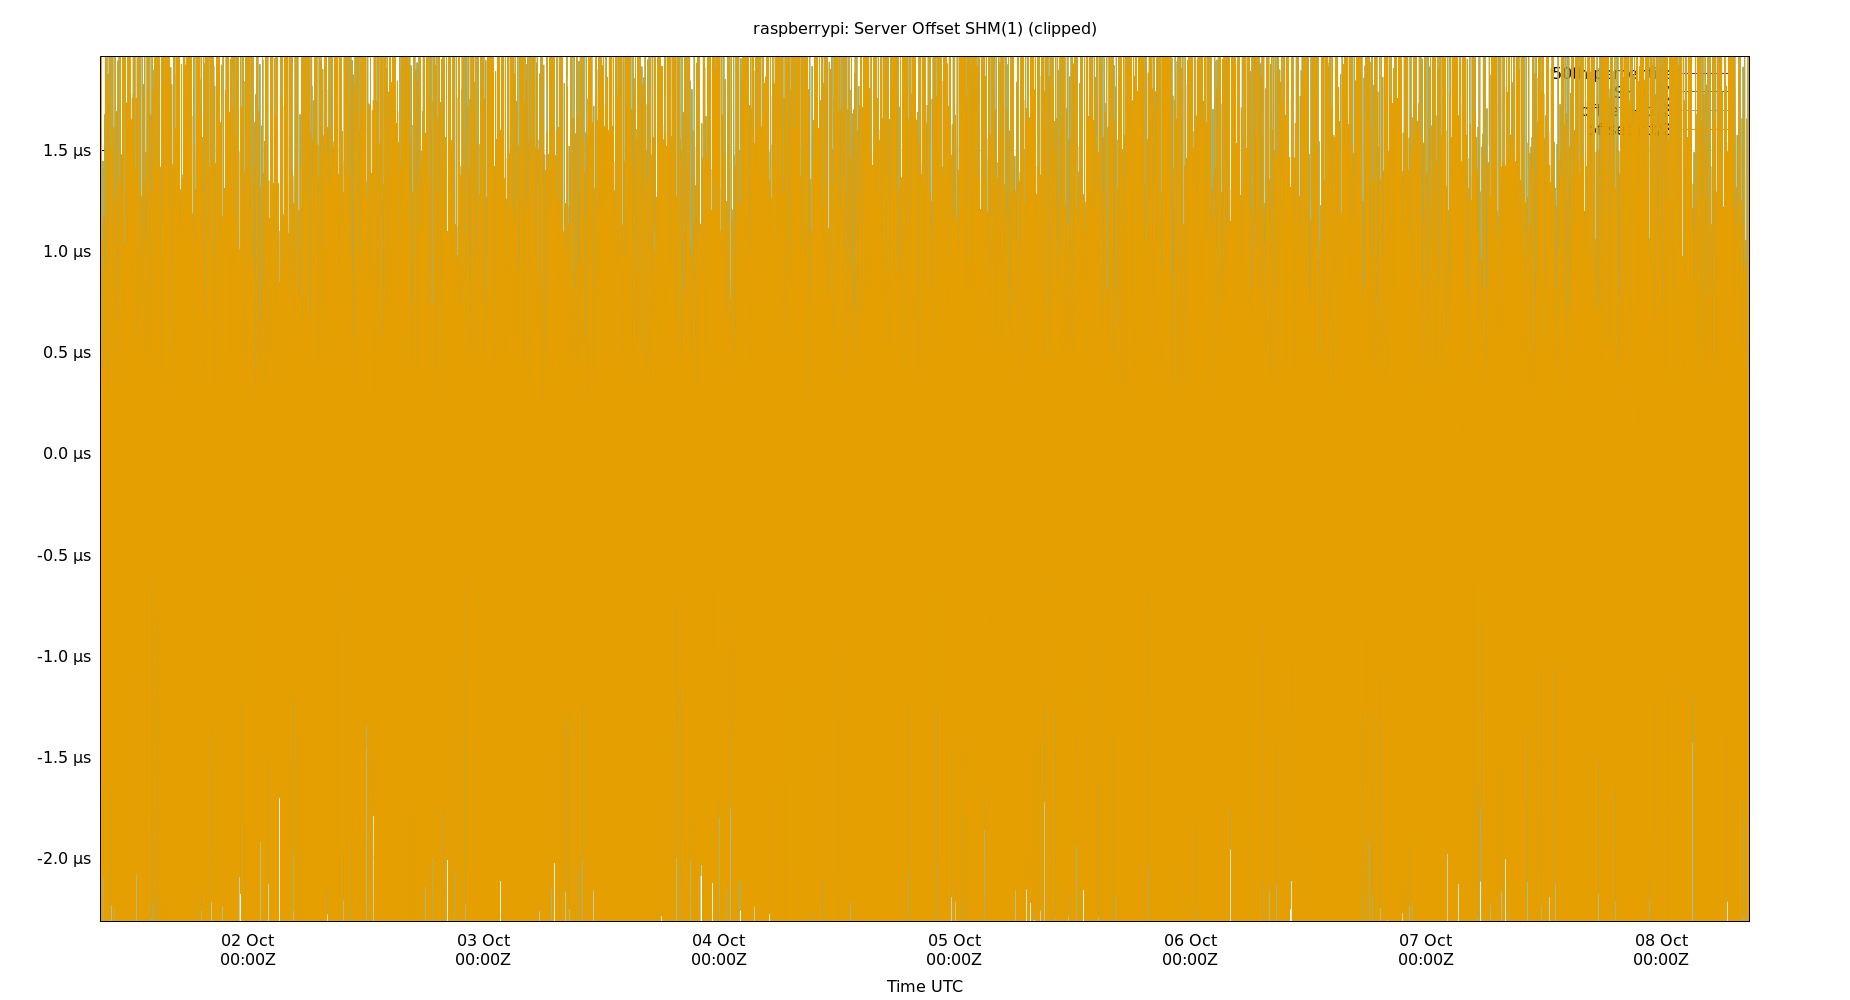 raspberrypi: Server Offset SHM(1) (clipped)
1.5 µs
1.0 µs
0.5 µs
0.0 µs
-0.5 µs
-1.0 µs
-1.5 µs
-2.0 µs
02 Oct 03 Oct 04 Oct 05 Oct 06 Oct 07 Oct 08 Oct
00:00Z 00:00Z 00:00Z 00:00Z 00:00Z 00:00Z 00:00Z
Time UTC